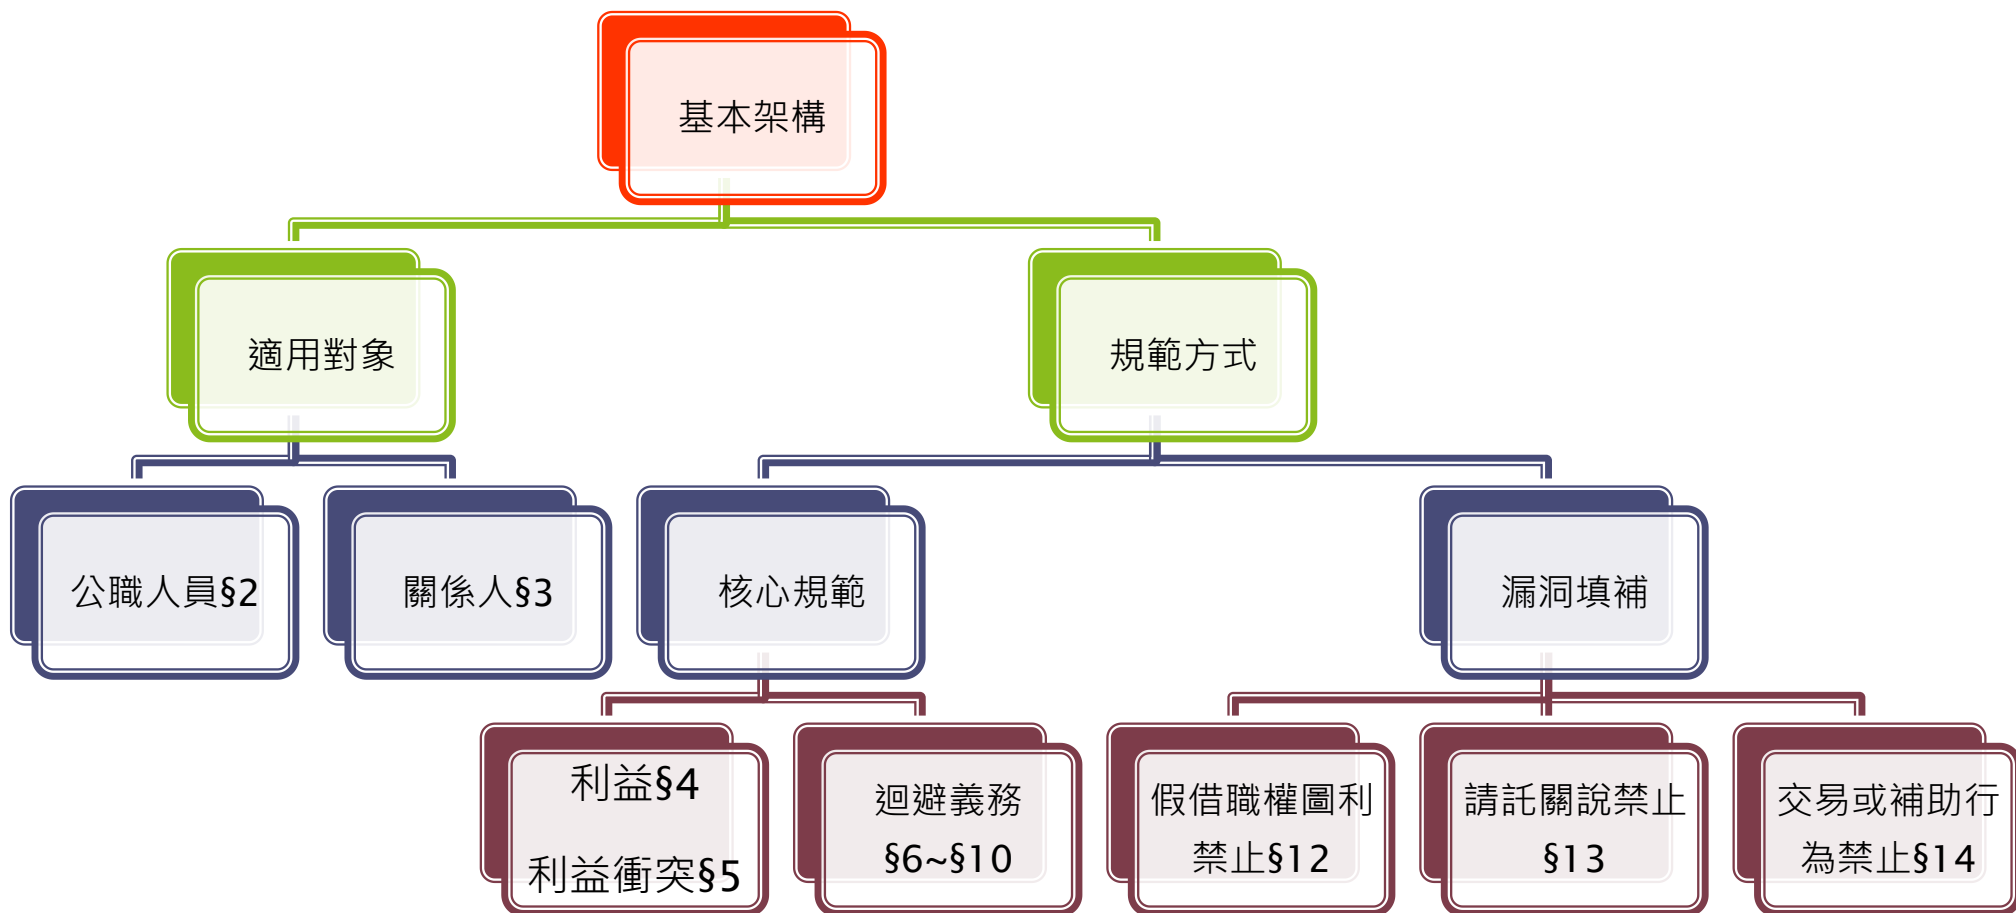 基本架構
適用對象
規範方式
公職人員§2
關係人§3
核心規範
漏洞填補
利益§4
利益衝突§5
迴避義務
§6~§10
假借職權圖利
禁止§12
請託關說禁止
§13
交易或補助行
為禁止§14